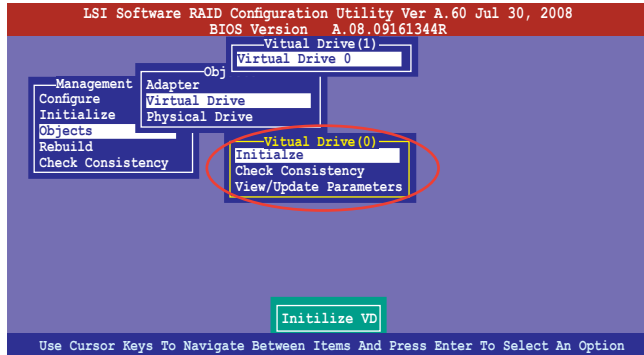 LSI Software RAID Configuration Utility Ver A.60 Jul 30, 2008
BIOS Version A.08.09161344R
Vitual Drive(1)
Virtual Drive 0
Obj
Adapter
Virtual Drive
Physical Drive
Management
Configure
Initialize
Objects
Rebuild
Check Consistency
Vitual Drive(0)
Initialze
Check Consistency
View/Update Parameters
Initilize VD
Use Cursor Keys To Navigate Between Items And Press Enter To Select An Option